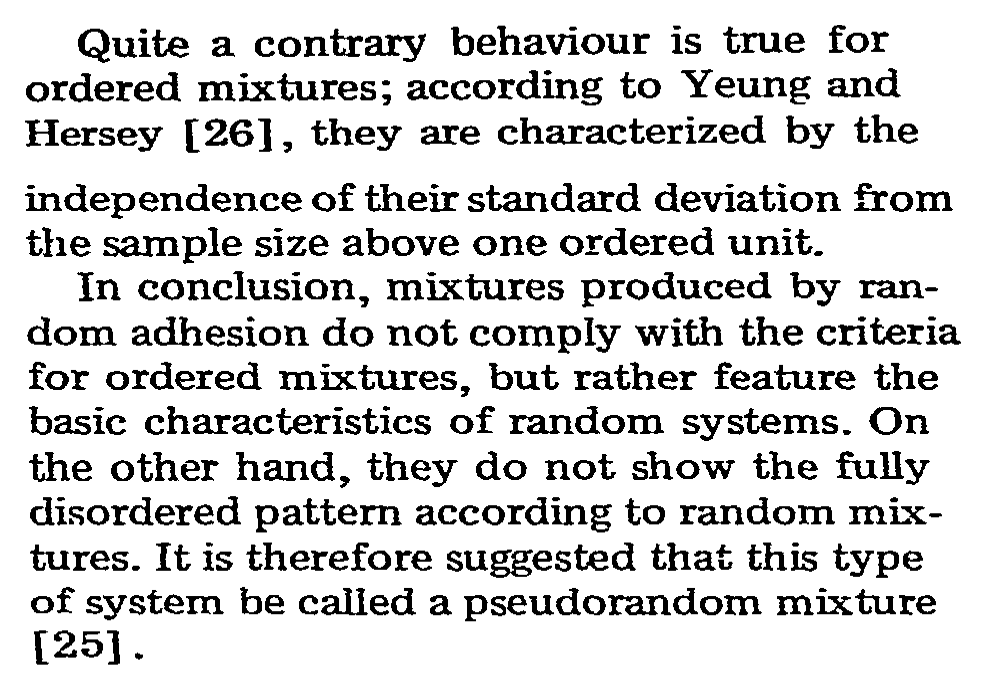 Quite a contrary behaviour is true for
ordered mixtures; according to Yeung and
Hersey [26], they are characterized by the
independence of their standard deviation from
the sample size above one ordered unit.
In conclusion, mixtures produced by ran-
dom adhesion do not comply with the criteria
for ordered mixtures, but rather feature the
basic characteristics of random systems. On
the other hand, they do not show the fully
disordered pattern according to random mix-
tures. It is therefore suggested that this type
of system be called a pseudorandom mixture
[25].